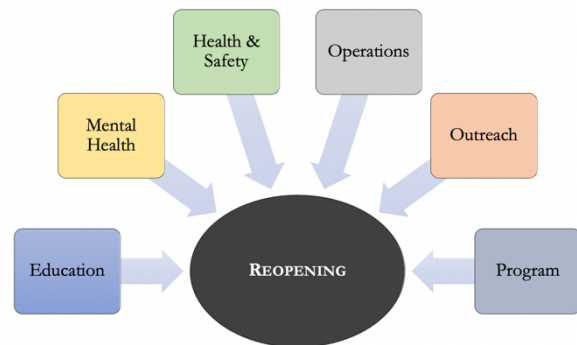 Health &
Safety
Operations
Mental
Health
Outreach
Education
REOPENING
Program